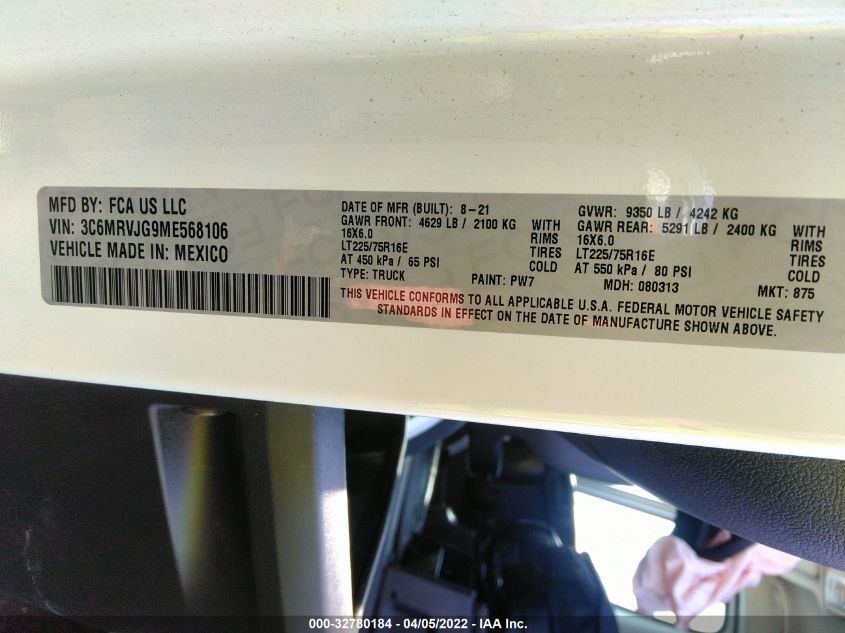 MFD BY: FCA US LLC
VIN: 3C6MRVJG9ME568106
VEHICLE MADE IN: MEXICO
DATE OF MFR (BUILT): 8-21
GAWR FRONT: 4629 LB / 2100 KG WITH
16X6.0 RIMS
LT225/75R16E TIRES
AT 450 kPa / 65 PSI COLD
TYPE: TRUCK PAINT: PW7
GVWR: 9350 LB / 4242 KG
GAWR REAR: 5291 LB / 2400 KG WITH
16X6.0 RIMS
LT225/75R16E TIRES
AT 550 kPa / 80 PSI COLD
MDH: 080313 MKT: 875
THIS VEHICLE CONFORMS TO ALL APPLICABLE U.S.A. FEDERAL MOTOR VEHICLE SAFETY
STANDARDS IN EFFECT ON THE DATE OF MANUFACTURE SHOWN ABOVE.
000-32780184 - 04/05/2022 - IAA Inc.